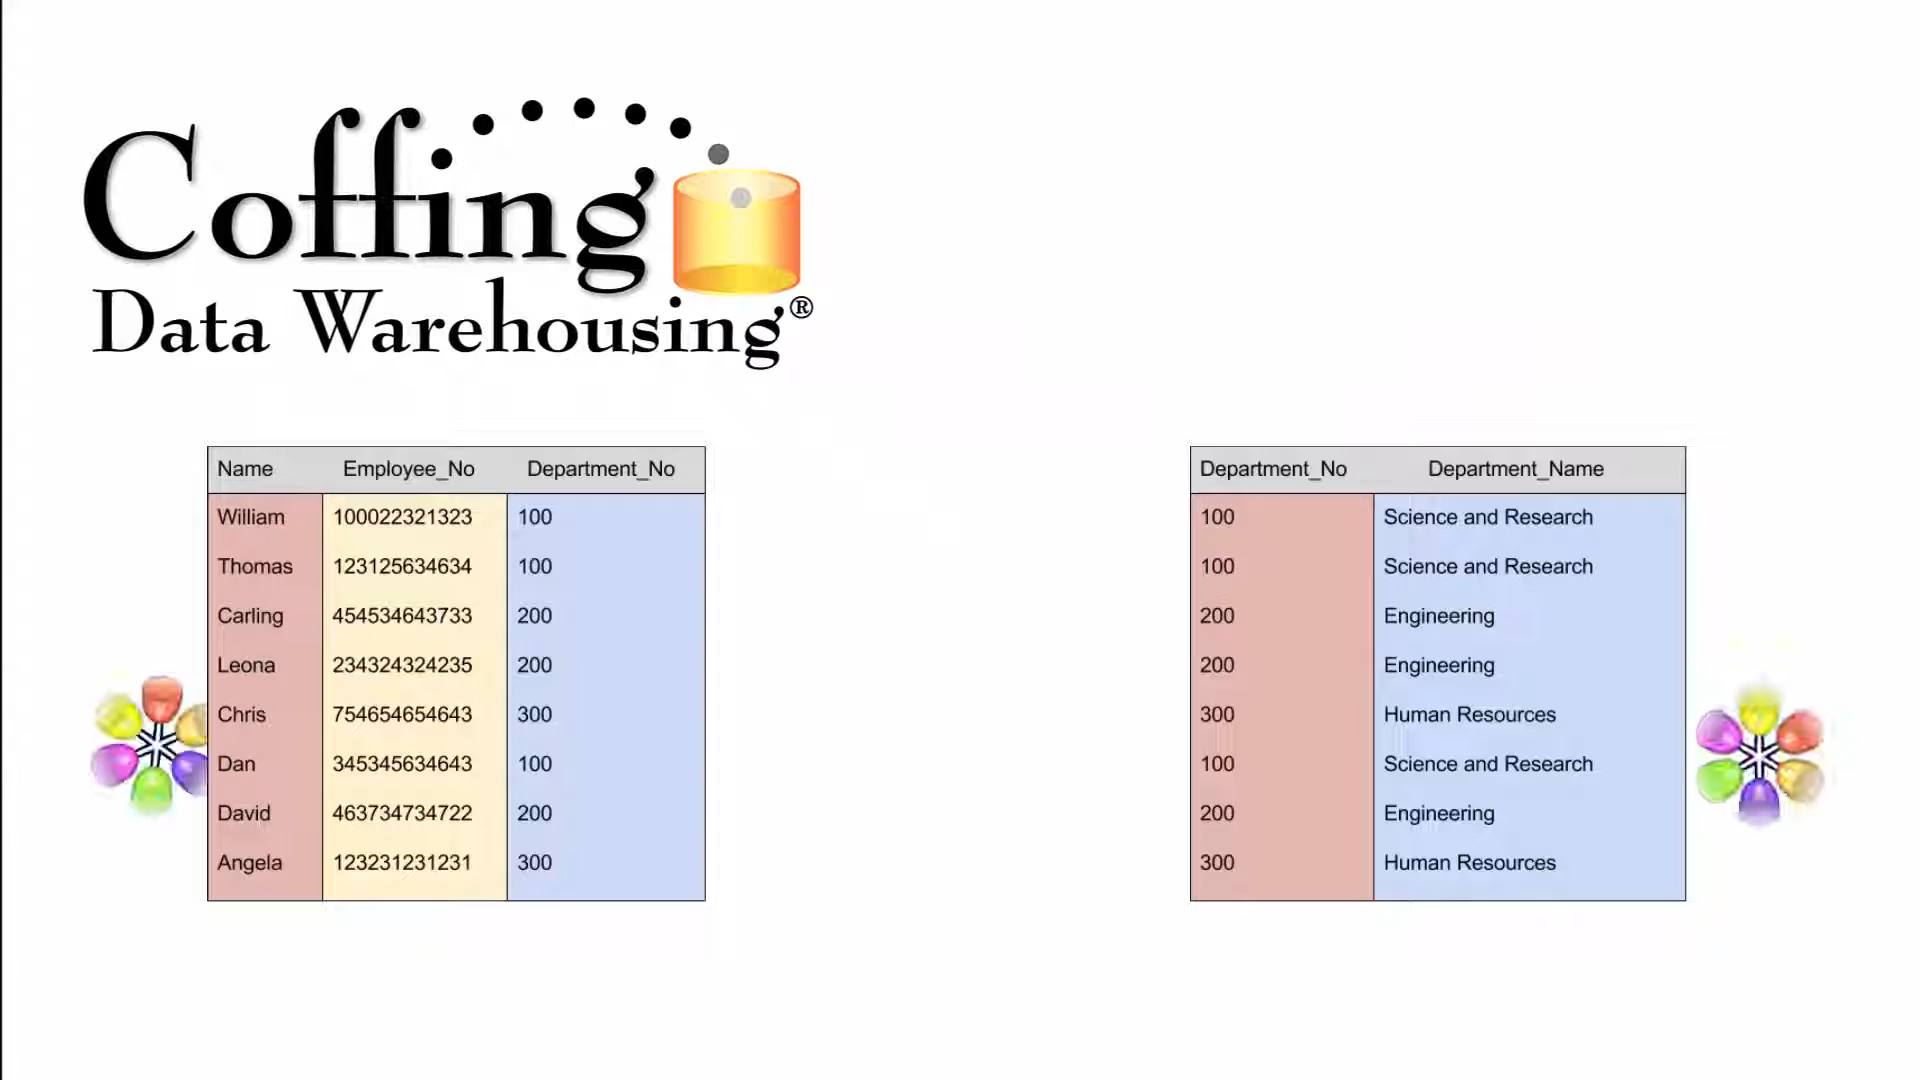 Coffing
Data Warehousing®
Name Employee_No Department_No
William 100022321323 100
Thomas 123125634634 100
Carling 454534643733 200
Leona 234324324235 200
Chris 754654654643 300
Dan 345345634643 100
David 463734734722 200
Angela 123231231231 300
Department_No Department_Name
100 Science and Research
100 Science and Research
200 Engineering
200 Engineering
300 Human Resources
100 Science and Research
200 Engineering
300 Human Resources